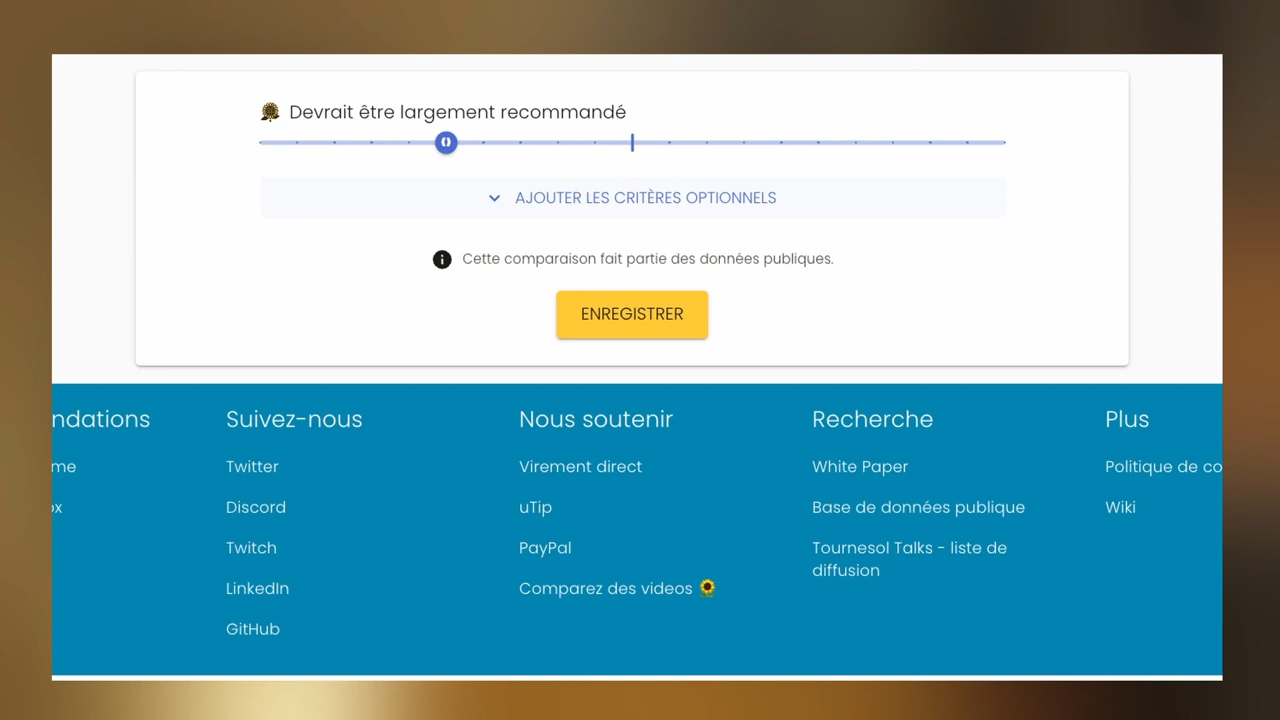 Devrait être largement recommandé
AJOUTER LES CRITÈRES OPTIONNELS
Cette comparaison fait partie des données publiques.
ENREGISTRER
ndations
me
ox
Suivez-nous
Twitter
Discord
Twitch
LinkedIn
GitHub
Nous soutenir
Virement direct
uTip
PayPal
Comparez des videos 🌻
Recherche
White Paper
Base de données publique
Tournesol Talks - liste de
diffusion
Plus
Politique de co
Wiki